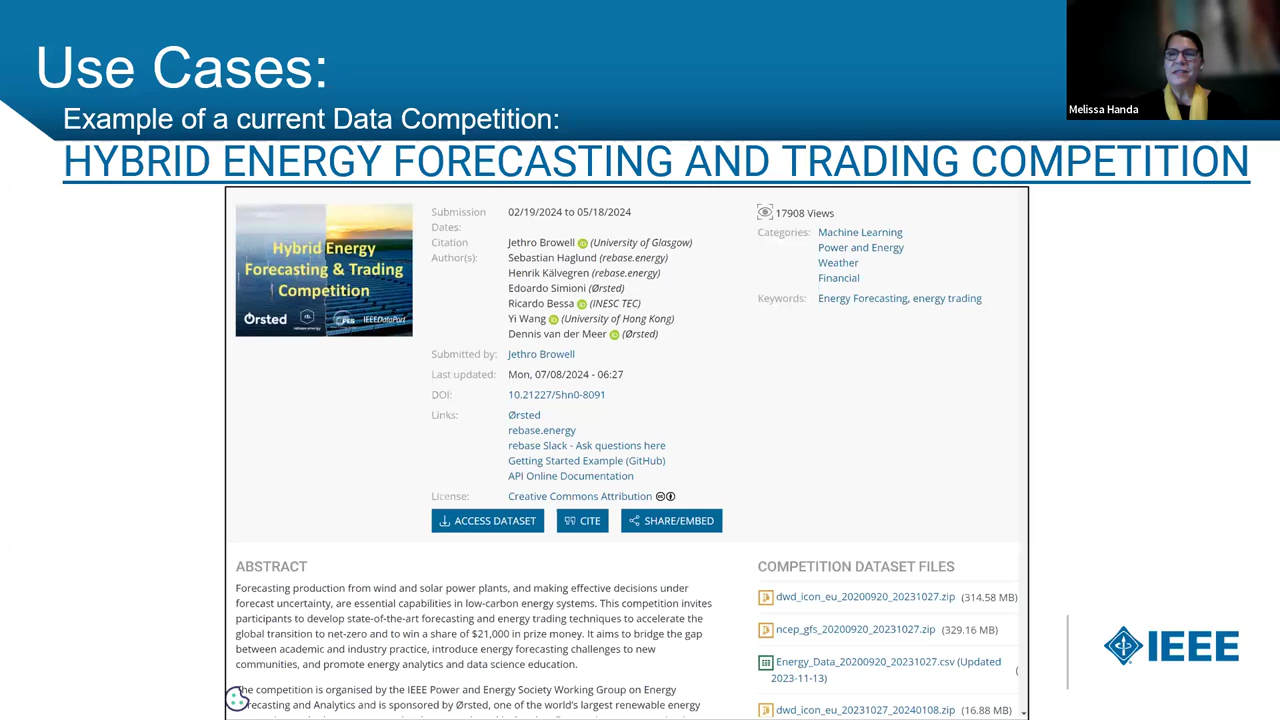 Use Cases:
Example of a current Data Competition:
HYBRID ENERGY FORECASTING AND TRADING COMPETITION
Melissa Handa
Hybrid Energy
Forecasting & Trading
Competition
Ørsted
rebase.energy
PES
IEEEDataPort
Submission
Dates:
02/19/2024 to 05/18/2024
Citation
Author(s):
Jethro Browell (University of Glasgow)
Sebastian Haglund (rebase.energy)
Henrik Kälvegren (rebase.energy)
Edoardo Simioni (Ørsted)
Ricardo Bessa (INESC TEC)
Yi Wang (University of Hong Kong)
Dennis van der Meer (Ørsted)
Submitted by: Jethro Browell
Last updated: Mon, 07/08/2024 - 06:27
DOI: 10.21227/5hn0-8091
Links: Ørsted
rebase.energy
rebase Slack - Ask questions here
Getting Started Example (GitHub)
API Online Documentation
License: Creative Commons Attribution
ACCESS DATASET
CITE
SHARE/EMBED
17908 Views
Categories: Machine Learning
Power and Energy
Weather
Financial
Keywords: Energy Forecasting, energy trading
ABSTRACT
Forecasting production from wind and solar power plants, and making effective decisions under
forecast uncertainty, are essential capabilities in low-carbon energy systems. This competition invites
participants to develop state-of-the-art forecasting and energy trading techniques to accelerate the
global transition to net-zero and to win a share of $21,000 in prize money. It aims to bridge the gap
between academic and industry practice, introduce energy forecasting challenges to new
communities, and promote energy analytics and data science education.
The competition is organised by the IEEE Power and Energy Society Working Group on Energy
Forecasting and Analytics and is sponsored by Ørsted, one of the world's largest renewable energy
COMPETITION DATASET FILES
dwd_icon_eu_20200920_20231027.zip (314.58 MB)
ncep_gfs_20200920_20231027.zip (329.16 MB)
Energy_Data_20200920_20231027.csv (Updated
2023-11-13) (
dwd_icon_eu_20231027_20240108.zip (16.88 MB)
IEEE